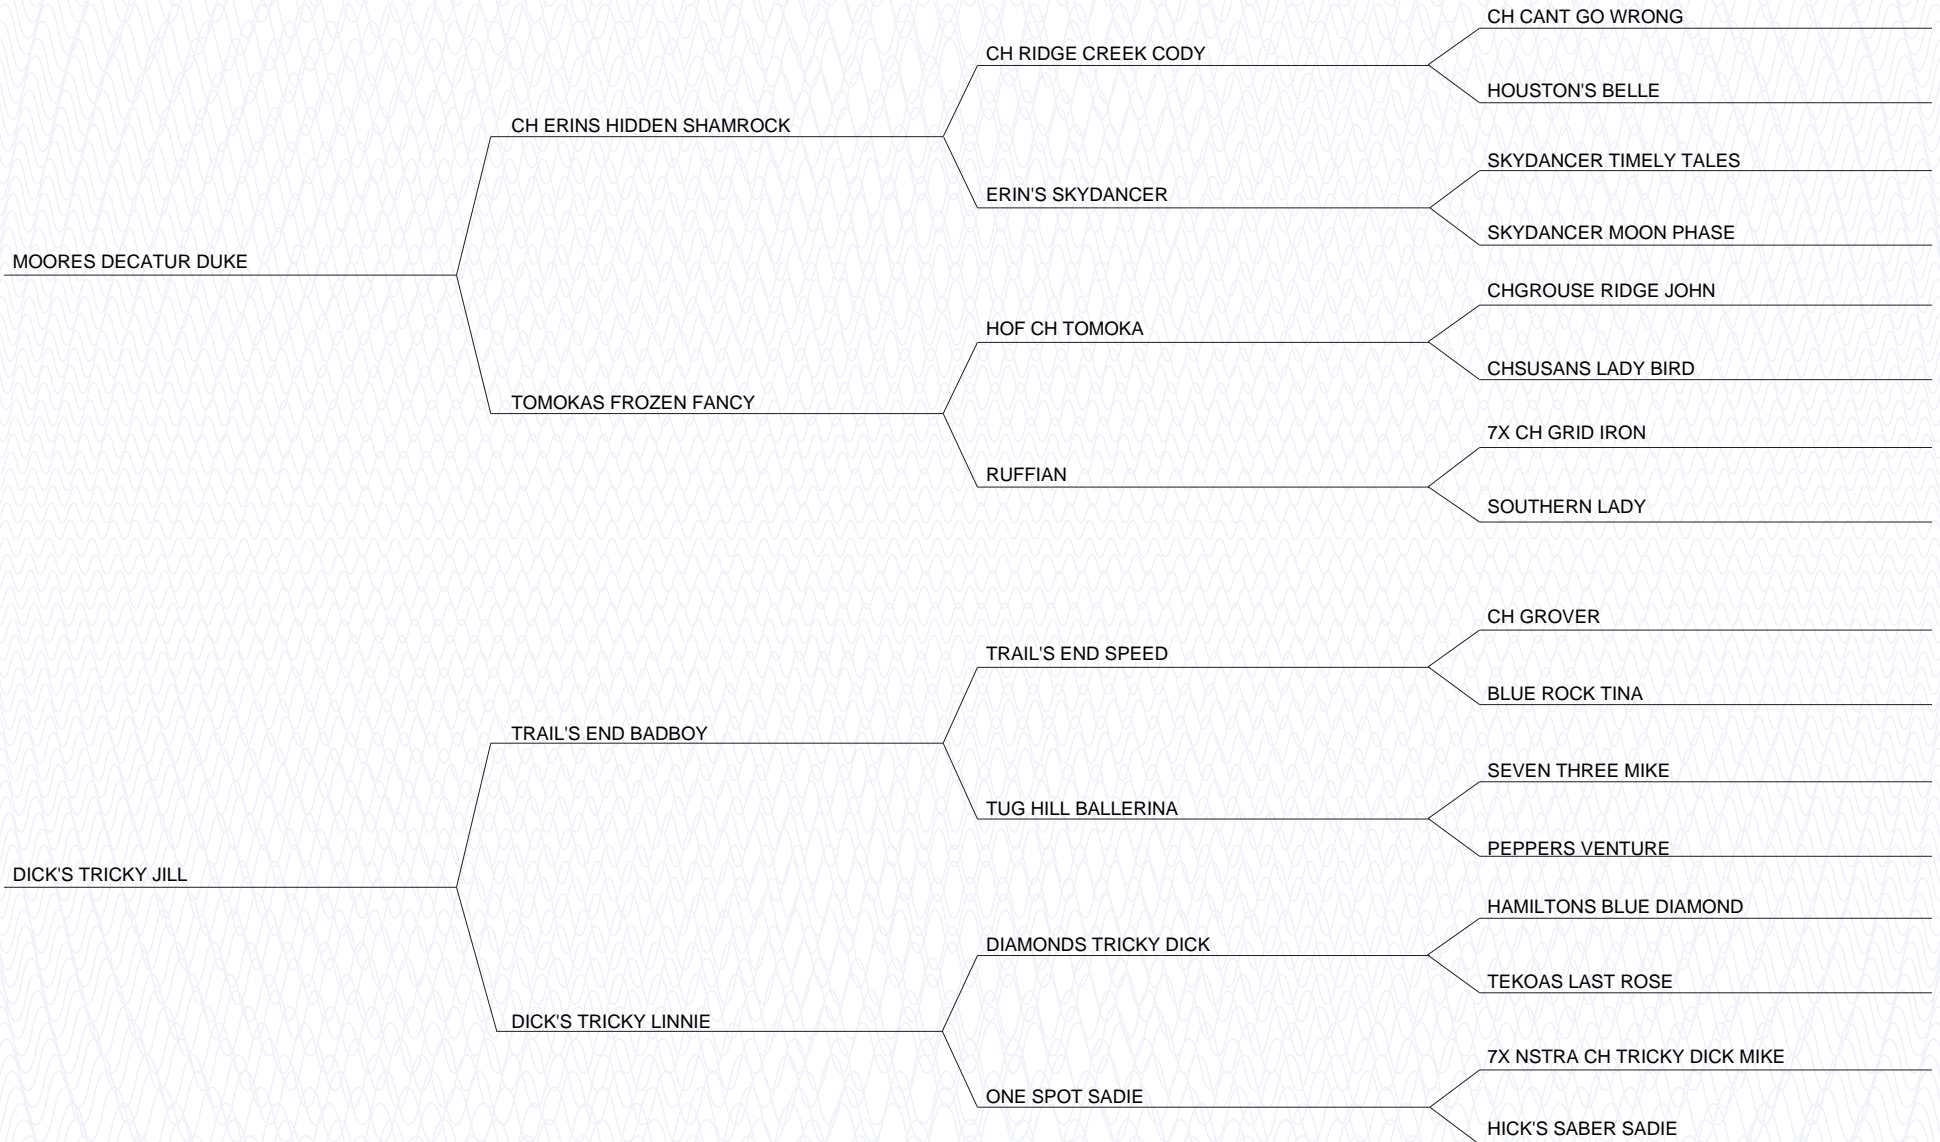 CH CANT GO WRONG
CH RIDGE CREEK CODY
HOUSTON'S BELLE
CH ERINS HIDDEN SHAMROCK
SKYDANCER TIMELY TALES
ERIN'S SKYDANCER
SKYDANCER MOON PHASE
MOORES DECATUR DUKE
CHGROUSE RIDGE JOHN
HOF CH TOMOKA
CHSUSANS LADY BIRD
TOMOKAS FROZEN FANCY
7X CH GRID IRON
RUFFIAN
SOUTHERN LADY
CH GROVER
TRAIL'S END SPEED
BLUE ROCK TINA
TRAIL'S END BADBOY
SEVEN THREE MIKE
TUG HILL BALLERINA
PEPPERS VENTURE
DICK'S TRICKY JILL
HAMILTONS BLUE DIAMOND
DIAMONDS TRICKY DICK
TEKOAS LAST ROSE
DICK'S TRICKY LINNIE
7X NSTRA CH TRICKY DICK MIKE
ONE SPOT SADIE
HICK'S SABER SADIE